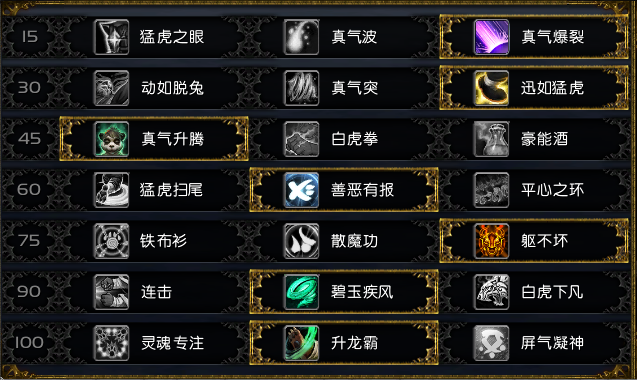 15 猛虎之眼 真气波 真气爆裂
30 动如脱兔 真气突 迅如猛虎
45 真气升腾 白虎拳 豪能酒
60 猛虎扫尾 善恶有报 平心之环
75 铁布衫 散魔功 躯不坏
90 连击 碧玉疾风 白虎下凡
100 灵魂专注 升龙霸 屏气凝神